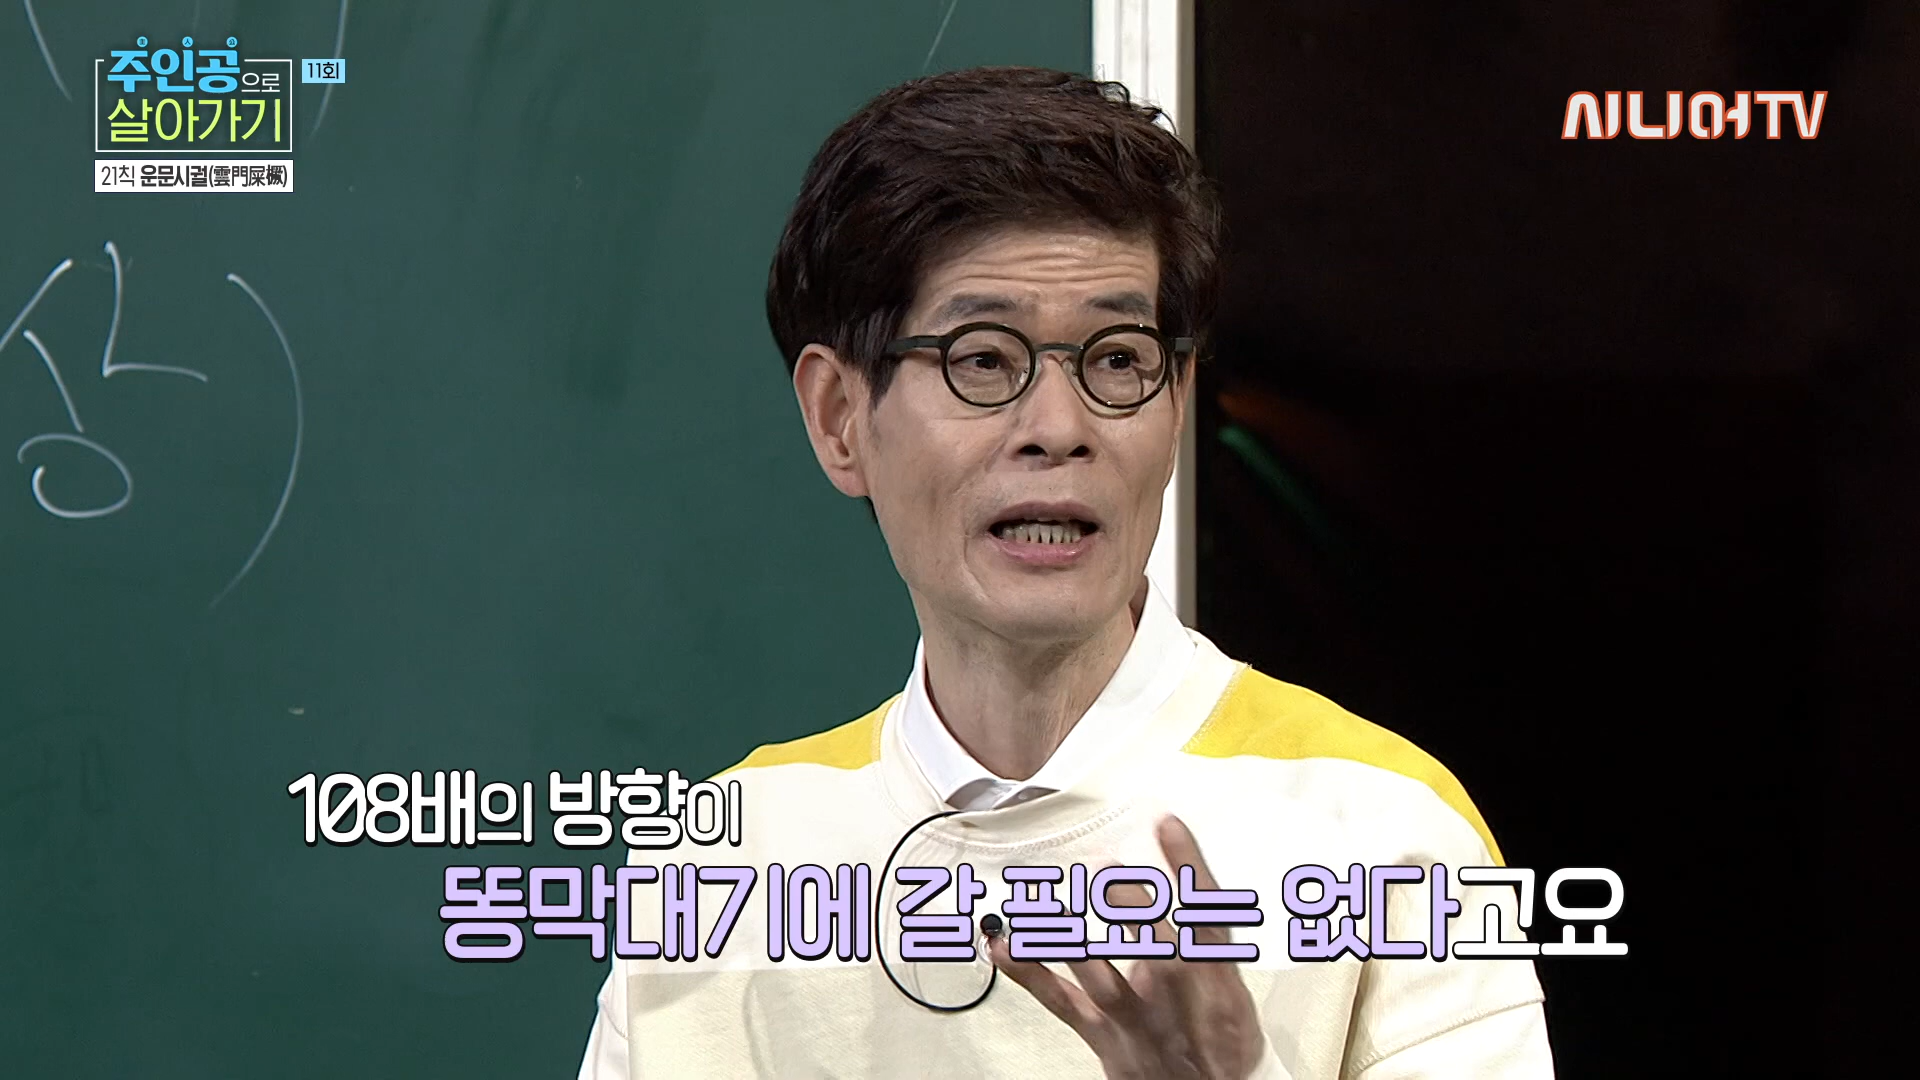 주인공으로
살아가기
11회
21칙 운문시궐(雲門屎橛)
시니어TV
상)
108배의 방향이
똥막대기에 갈 필요는 없다고요